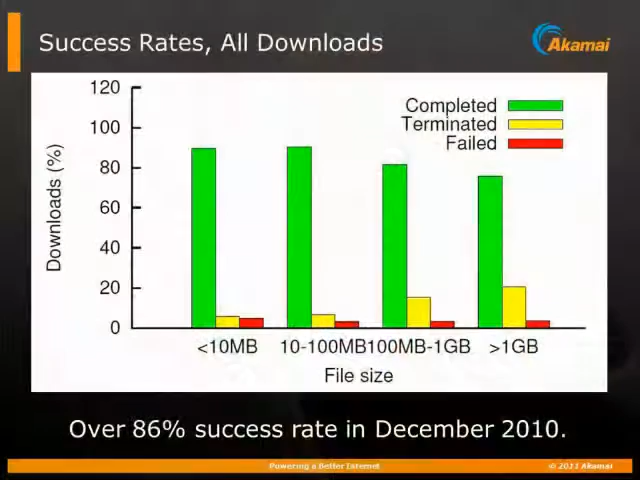 Success Rates, All Downloads
Akamai
120
100
80
60
40
20
0
Downloads (%)
Completed
Terminated
Failed
<10MB 10-100MB 100MB-1GB >1GB
File size
Over 86% success rate in December 2010.
Powering a Better Internet
© 2011 Akamai